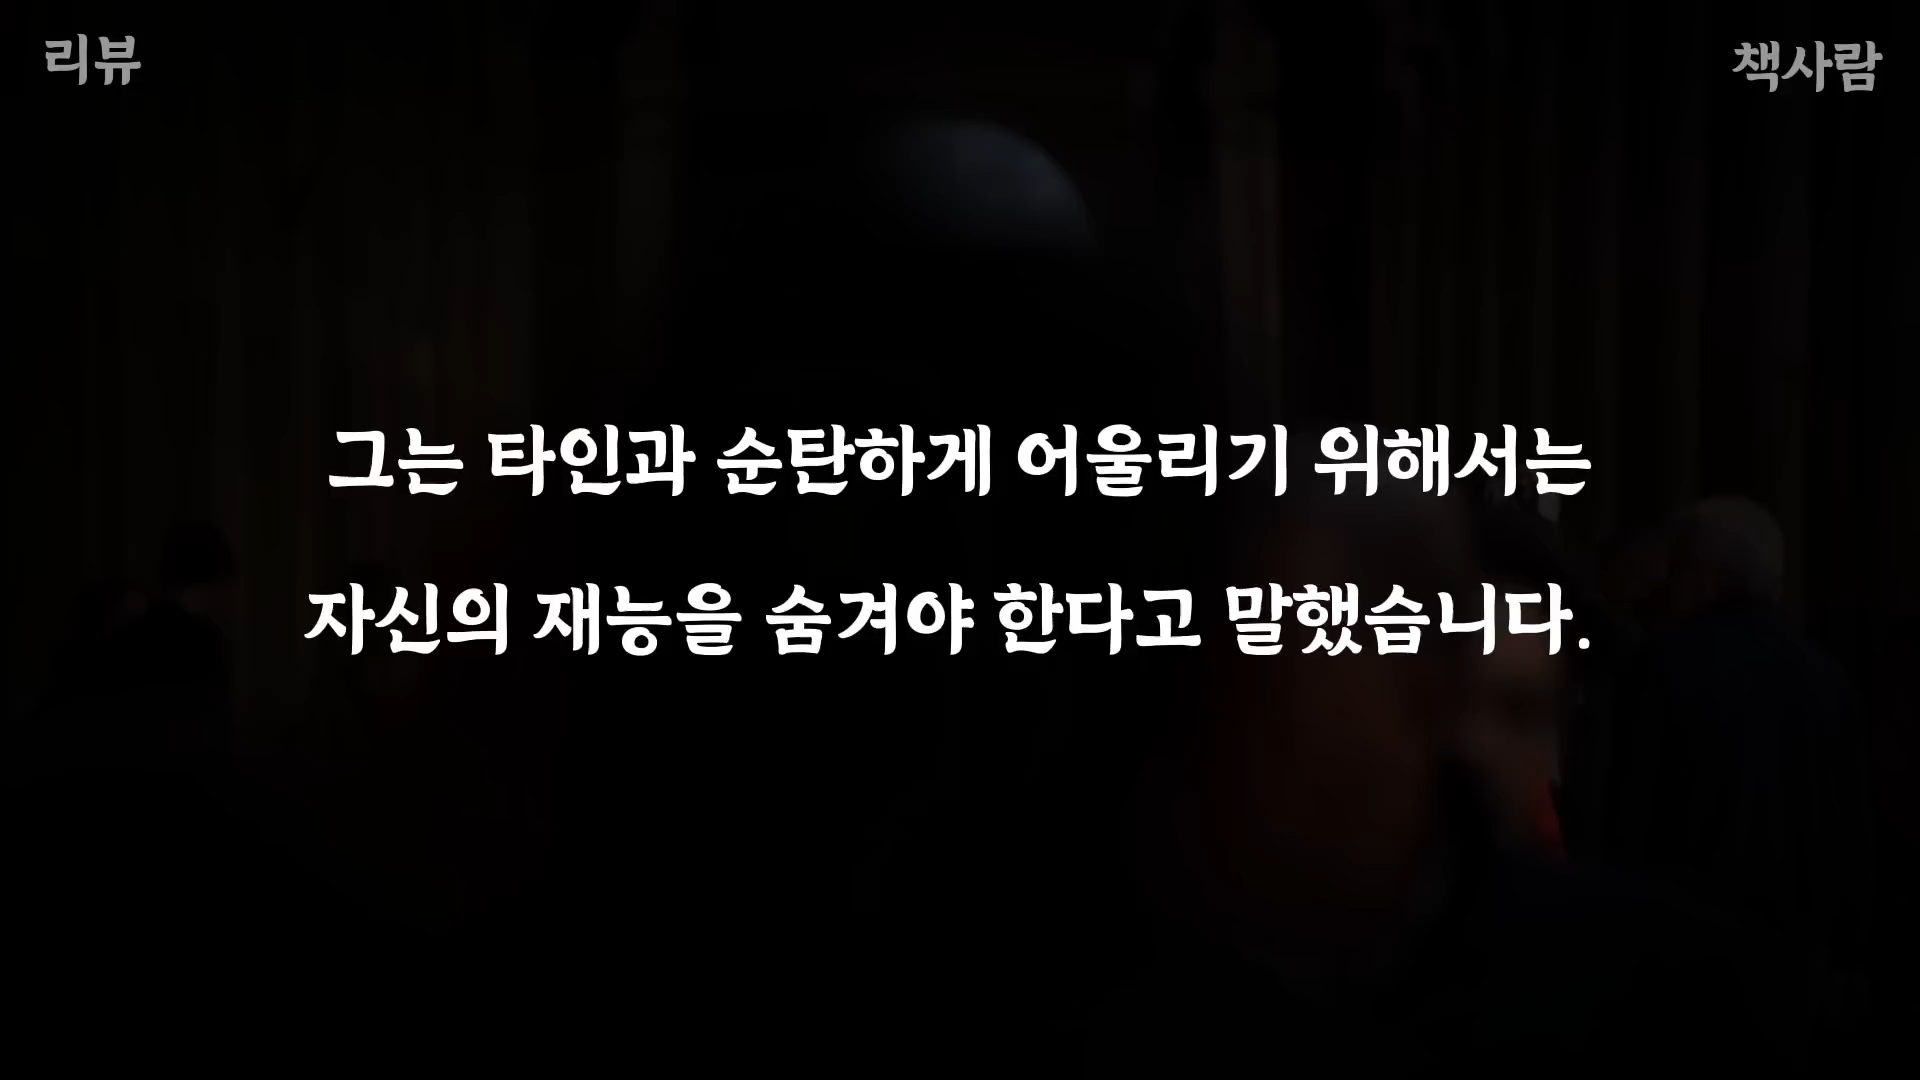 리뷰
책사람
그는 타인과 순탄하게 어울리기 위해서는
자신의 재능을 숨겨야 한다고 말했습니다.